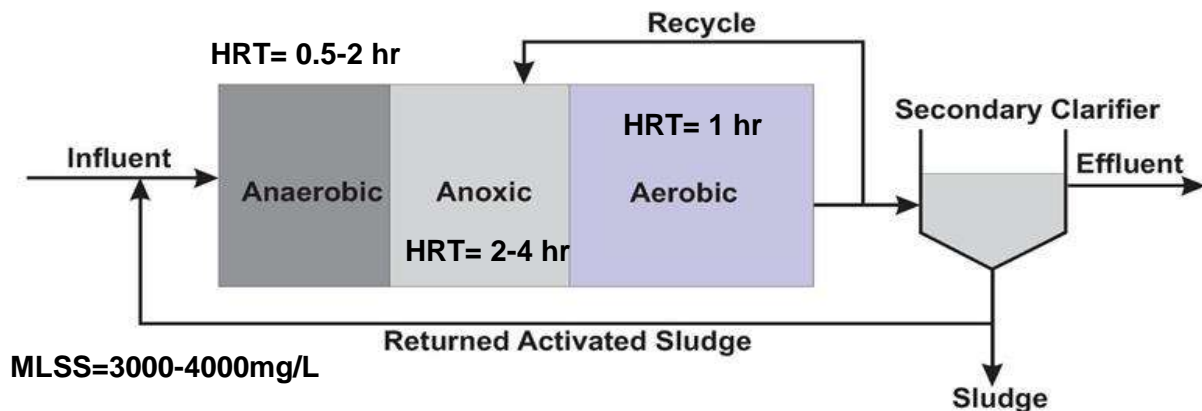 Recycle
HRT= 0.5-2 hr
HRT= 1 hr
Secondary Clarifier
Influent
Effluent
Anaerobic
Anoxic
Aerobic
HRT= 2-4 hr
Returned Activated Sludge
MLSS=3000-4000mg/L
Sludge